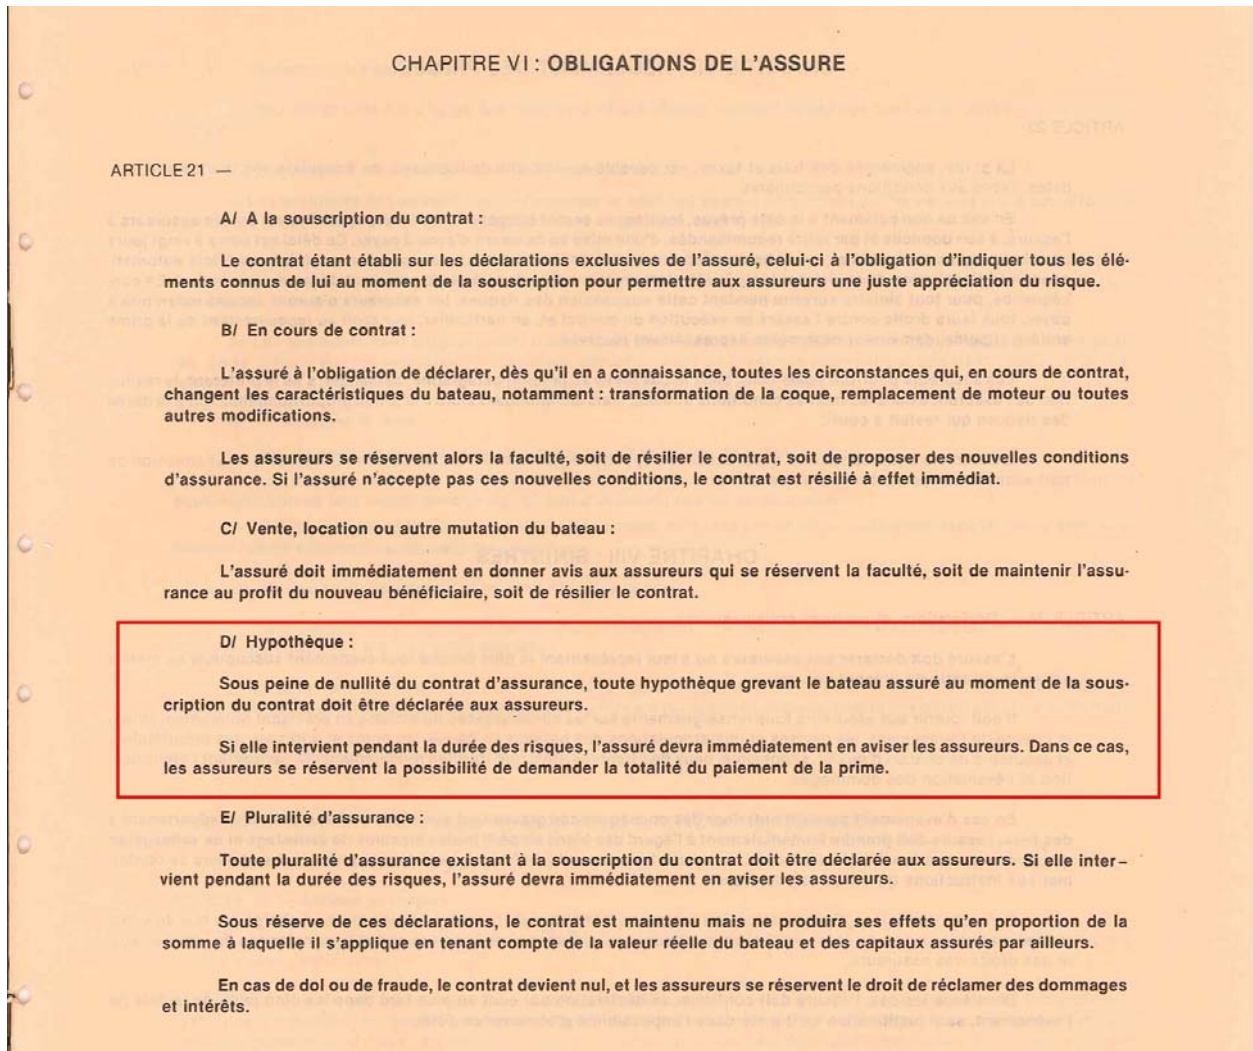 CHAPITRE VI : OBLIGATIONS DE L'ASSURE
ARTICLE 21 —
A/ A la souscription du contrat :
Le contrat étant établi sur les déclarations exclusives de l'assuré, celui-ci à l'obligation d'indiquer tous les élé-
ments connus de lui au moment de la souscription pour permettre aux assureurs une juste appréciation du risque.
B/ En cours de contrat :
L'assuré à l'obligation de déclarer, dès qu'il en a connaissance, toutes les circonstances qui, en cours de contrat,
changent les caractéristiques du bateau, notamment : transformation de la coque, remplacement de moteur ou toutes
autres modifications.
Les assureurs se réservent alors la faculté, soit de résilier le contrat, soit de proposer des nouvelles conditions
d'assurance. Si l'assuré n'accepte pas ces nouvelles conditions, le contrat est résilié à effet immédiat.
C/ Vente, location ou autre mutation du bateau :
L'assuré doit immédiatement en donner avis aux assureurs qui se réservent la faculté, soit de maintenir l'assu-
rance au profit du nouveau bénéficiaire, soit de résilier le contrat.
D/ Hypothèque :
Sous peine de nullité du contrat d'assurance, toute hypothèque grevant le bateau assuré au moment de la sous-
cription du contrat doit être déclarée aux assureurs.
Si elle intervient pendant la durée des risques, l'assuré devra immédiatement en aviser les assureurs. Dans ce cas,
les assureurs se réservent la possibilité de demander la totalité du paiement de la prime.
E/ Pluralité d'assurance :
Toute pluralité d'assurance existant à la souscription du contrat doit être déclarée aux assureurs. Si elle inter-
vient pendant la durée des risques, l'assuré devra immédiatement en aviser les assureurs.
Sous réserve de ces déclarations, le contrat est maintenu mais ne produira ses effets qu'en proportion de la
somme à laquelle il s'applique en tenant compte de la valeur réelle du bateau et des capitaux assurés par ailleurs.
En cas de dol ou de fraude, le contrat devient nul, et les assureurs se réservent le droit de réclamer des dommages
et intérêts.